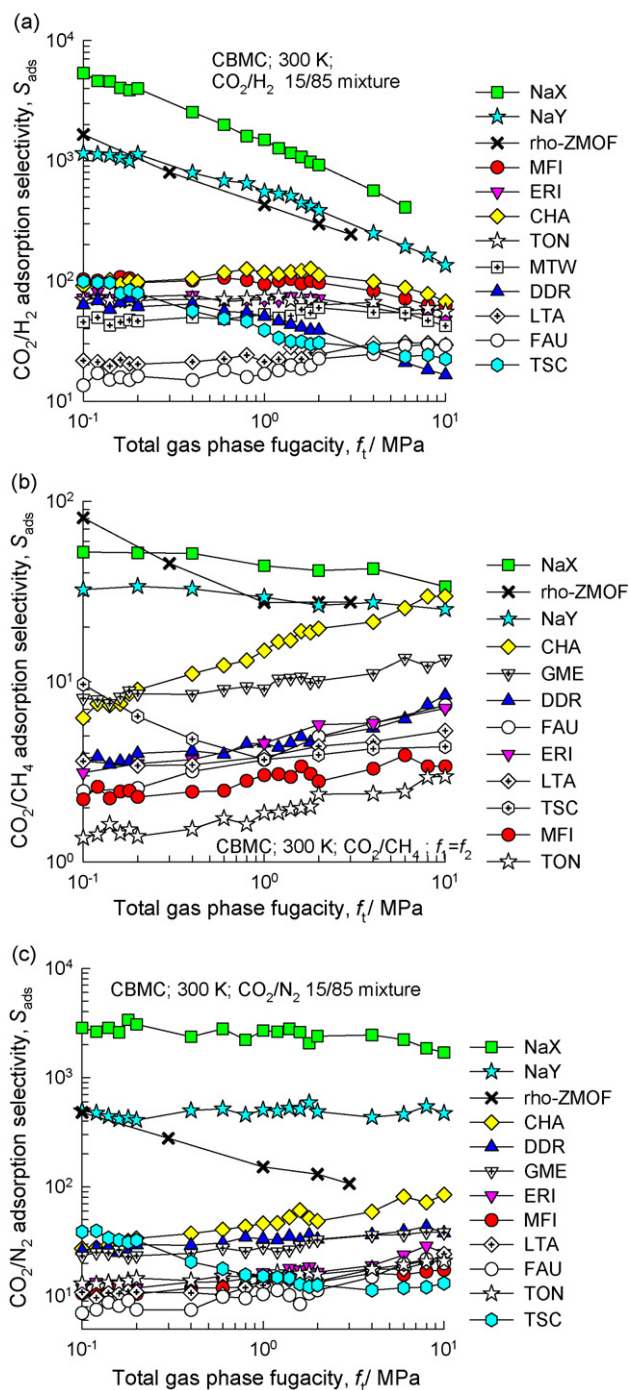 (a)
10⁴
10³
10²
10¹
CO₂/H₂ adsorption selectivity, S_ads
CBMC; 300 K;
CO₂/H₂ 15/85 mixture
NaX
NaY
rho-ZMOF
MFI
ERI
CHA
TON
MTW
DDR
LTA
FAU
TSC
10⁻¹ 10⁰ 10¹
Total gas phase fugacity, f_t / MPa
(b)
10²
10¹
10⁰
CO₂/CH₄ adsorption selectivity, S_ads
NaX
rho-ZMOF
NaY
CHA
GME
DDR
FAU
ERI
LTA
TSC
MFI
TON
CBMC; 300 K; CO₂/CH₄ ; f₁=f₂
10⁻¹ 10⁰ 10¹
Total gas phase fugacity, f_t / MPa
(c)
10⁴
10³
10²
10¹
CO₂/N₂ adsorption selectivity, S_ads
CBMC; 300 K; CO₂/N₂ 15/85 mixture
NaX
NaY
rho-ZMOF
CHA
DDR
GME
ERI
MFI
LTA
FAU
TON
TSC
10⁻¹ 10⁰ 10¹
Total gas phase fugacity, f_t / MPa